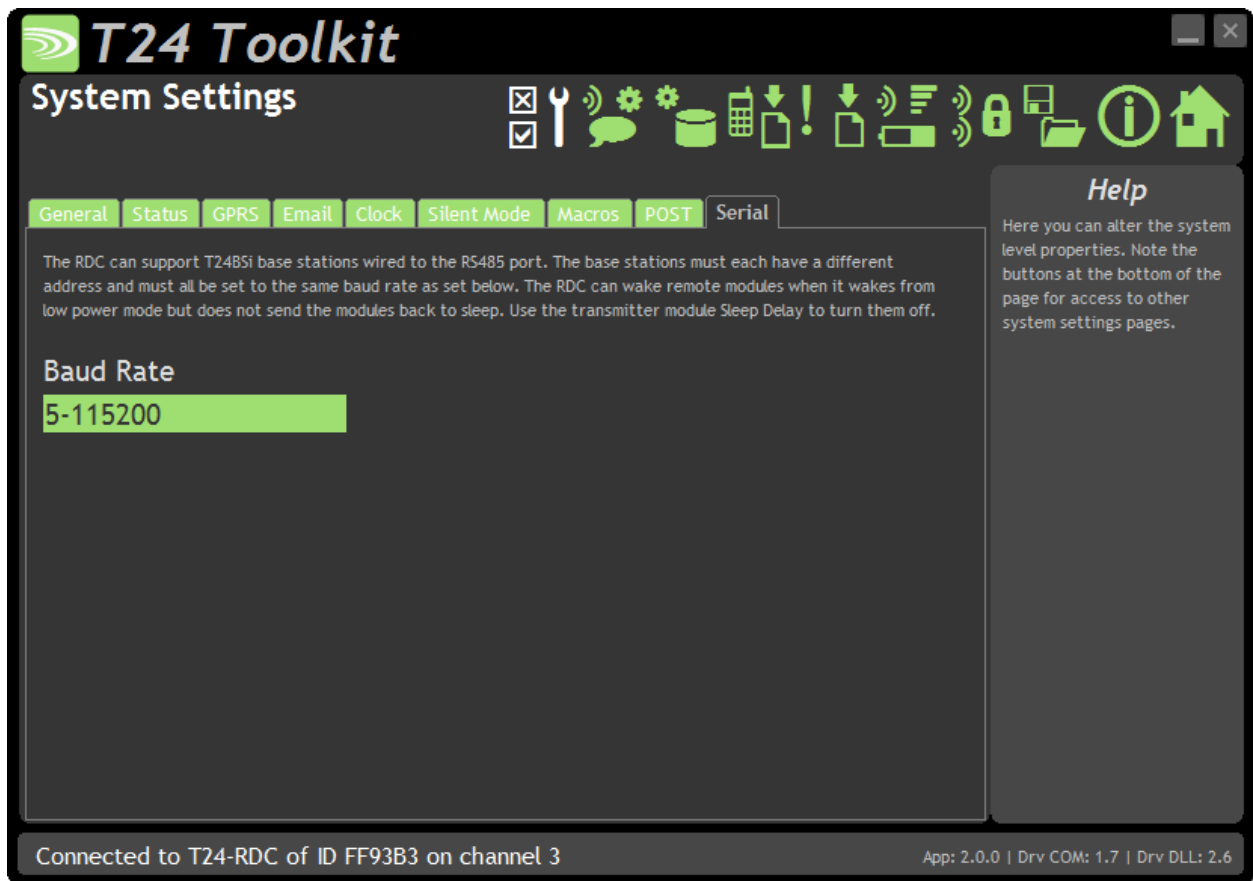 T24 Toolkit
System Settings
General Status GPRS Email Clock Silent Mode Macros POST Serial
The RDC can support T24BSi base stations wired to the RS485 port. The base stations must each have a different
address and must all be set to the same baud rate as set below. The RDC can wake remote modules when it wakes from
low power mode but does not send the modules back to sleep. Use the transmitter module Sleep Delay to turn them off.
Baud Rate
5-115200
Help
Here you can alter the system
level properties. Note the
buttons at the bottom of the
page for access to other
system settings pages.
Connected to T24-RDC of ID FF93B3 on channel 3
App: 2.0.0 | Drv COM: 1.7 | Drv DLL: 2.6